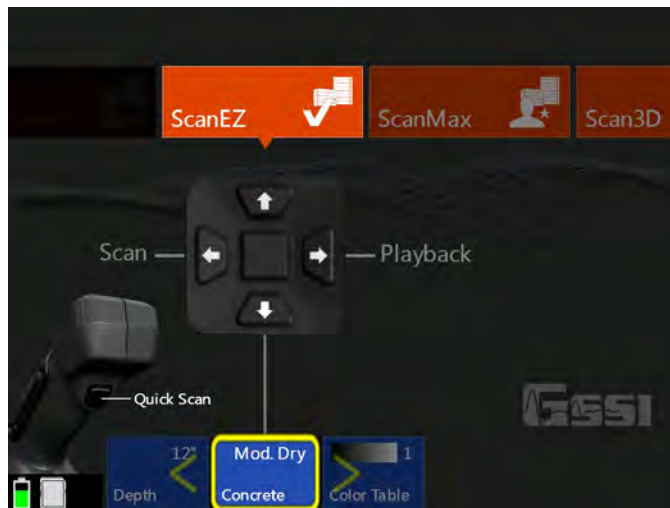 ScanEZ
ScanMax
Scan3D
Scan
Playback
Quick Scan
GSSI
12"
Depth
Mod. Dry
Concrete
1
Color Table